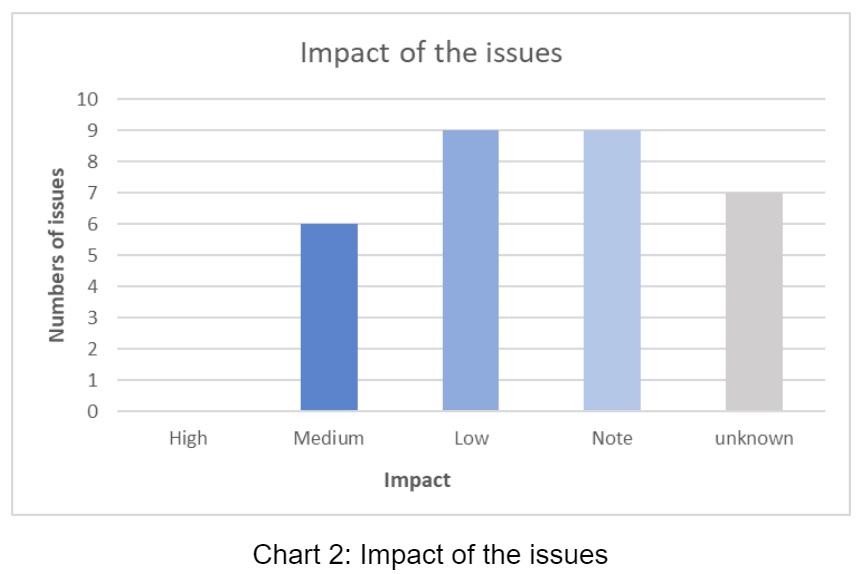 Impact of the issues
10
9
8
7
6
5
4
3
2
1
0
Numbers of issues
High Medium Low Note unknown
Impact
Chart 2: Impact of the issues